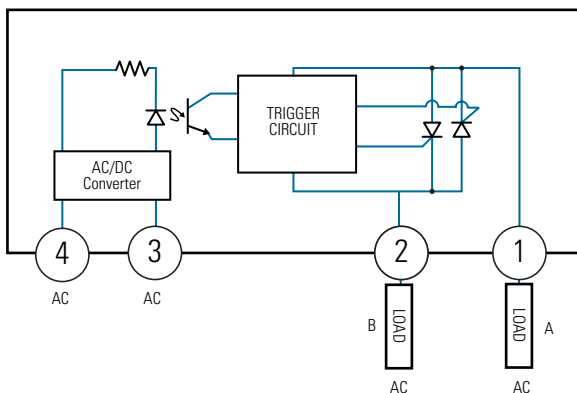 TRIGGER
CIRCUIT
AC/DC
Converter
4
3
2
1
AC
AC
B
LOAD
LOAD
A
AC
AC